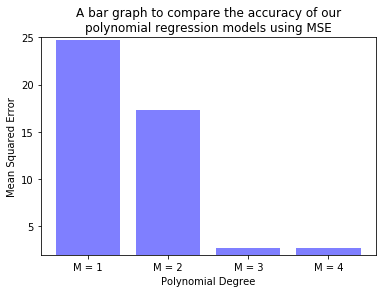 A bar graph to compare the accuracy of our
polynomial regression models using MSE
Mean Squared Error
25
20
15
10
5
M = 1 M = 2 M = 3 M = 4
Polynomial Degree